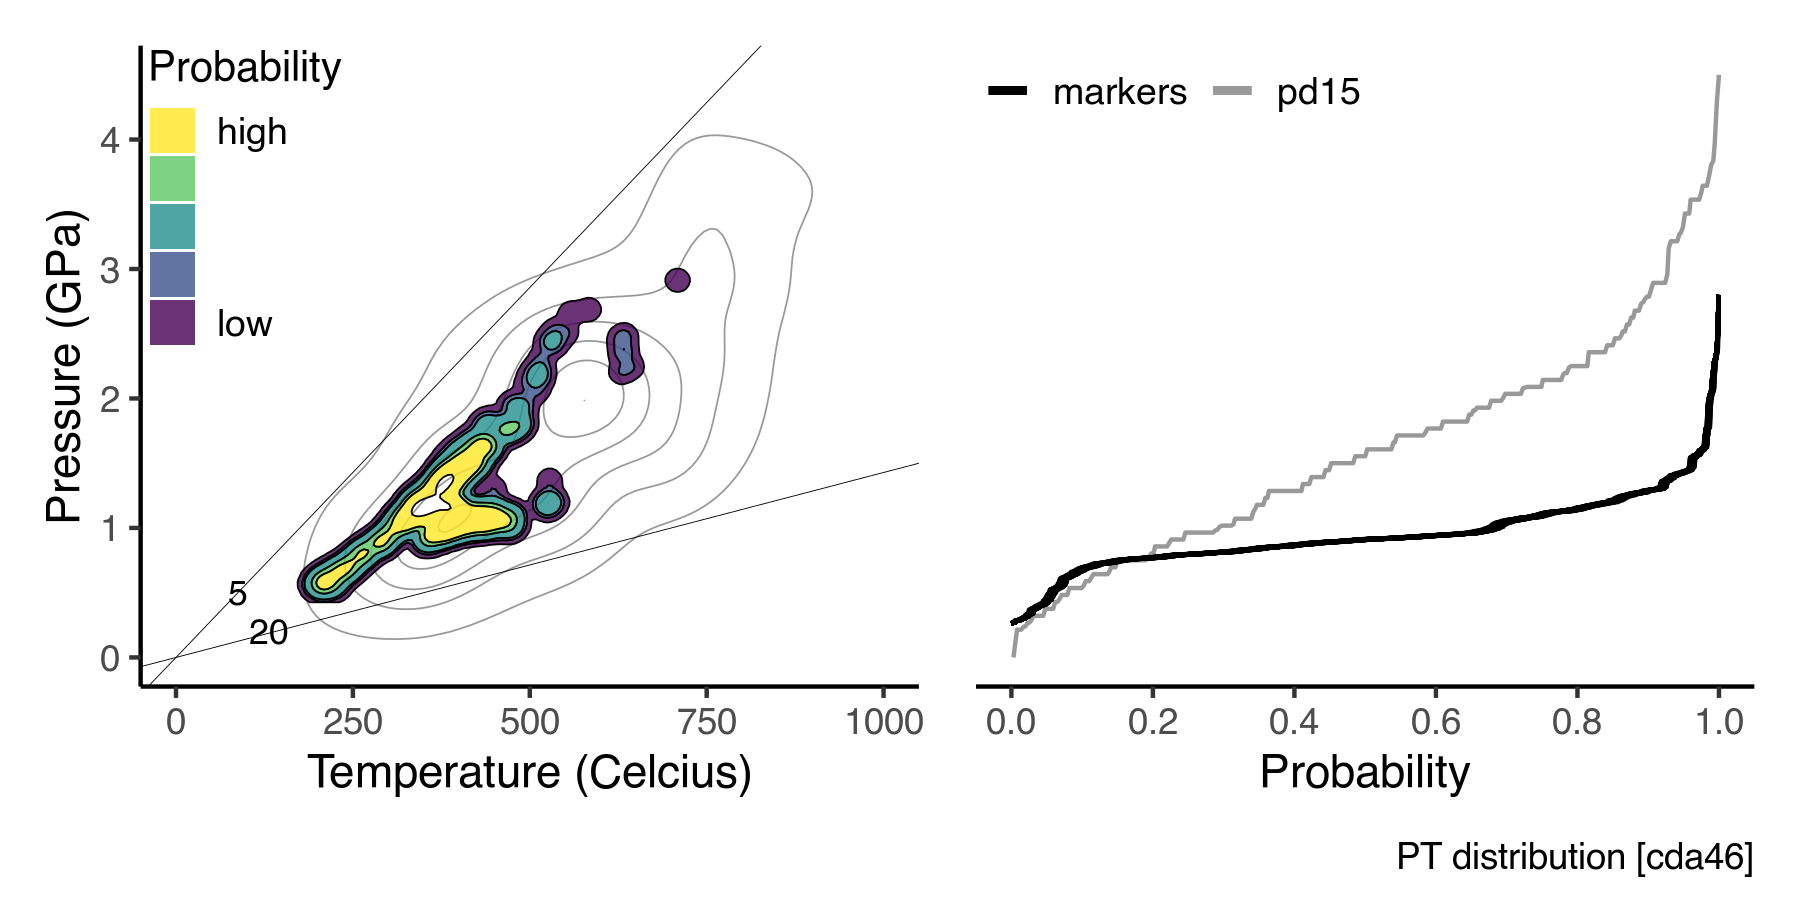 Probability
high
low
Pressure (GPa)
4
3
2
1
0
5
20
0 250 500 750 1000
Temperature (Celcius)
markers pd15
0.0 0.2 0.4 0.6 0.8 1.0
Probability
PT distribution [cda46]